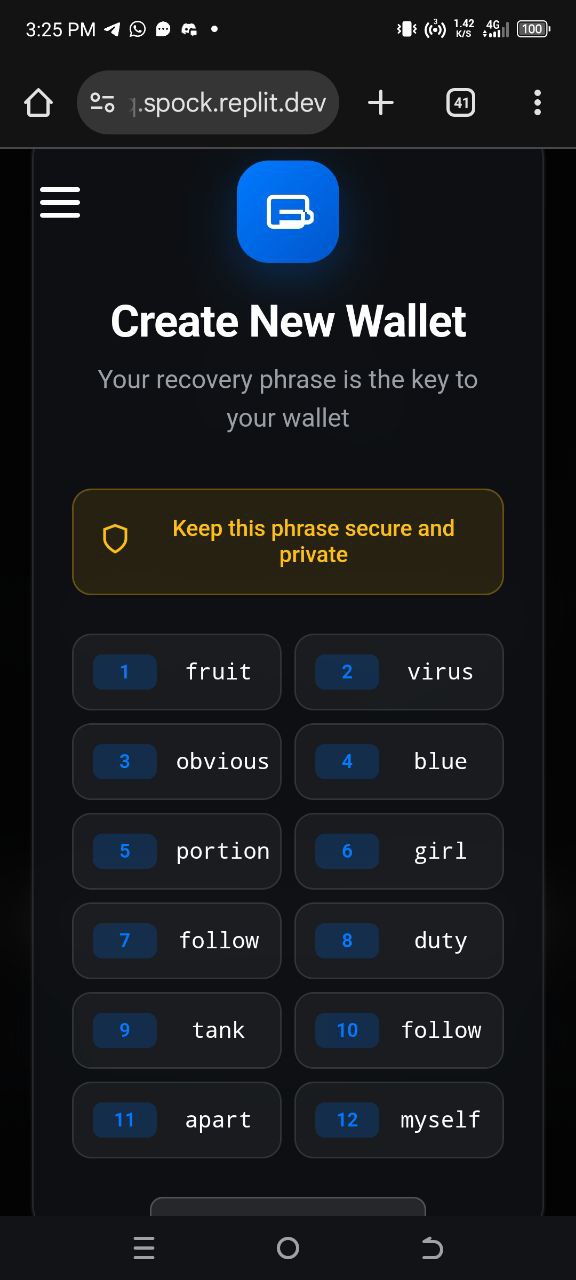 3:25 PM
3 1.42 K/S 4G 100
.spock.replit.dev
41
Create New Wallet
Your recovery phrase is the key to
your wallet
Keep this phrase secure and
private
1 fruit 2 virus
3 obvious 4 blue
5 portion 6 girl
7 follow 8 duty
9 tank 10 follow
11 apart 12 myself